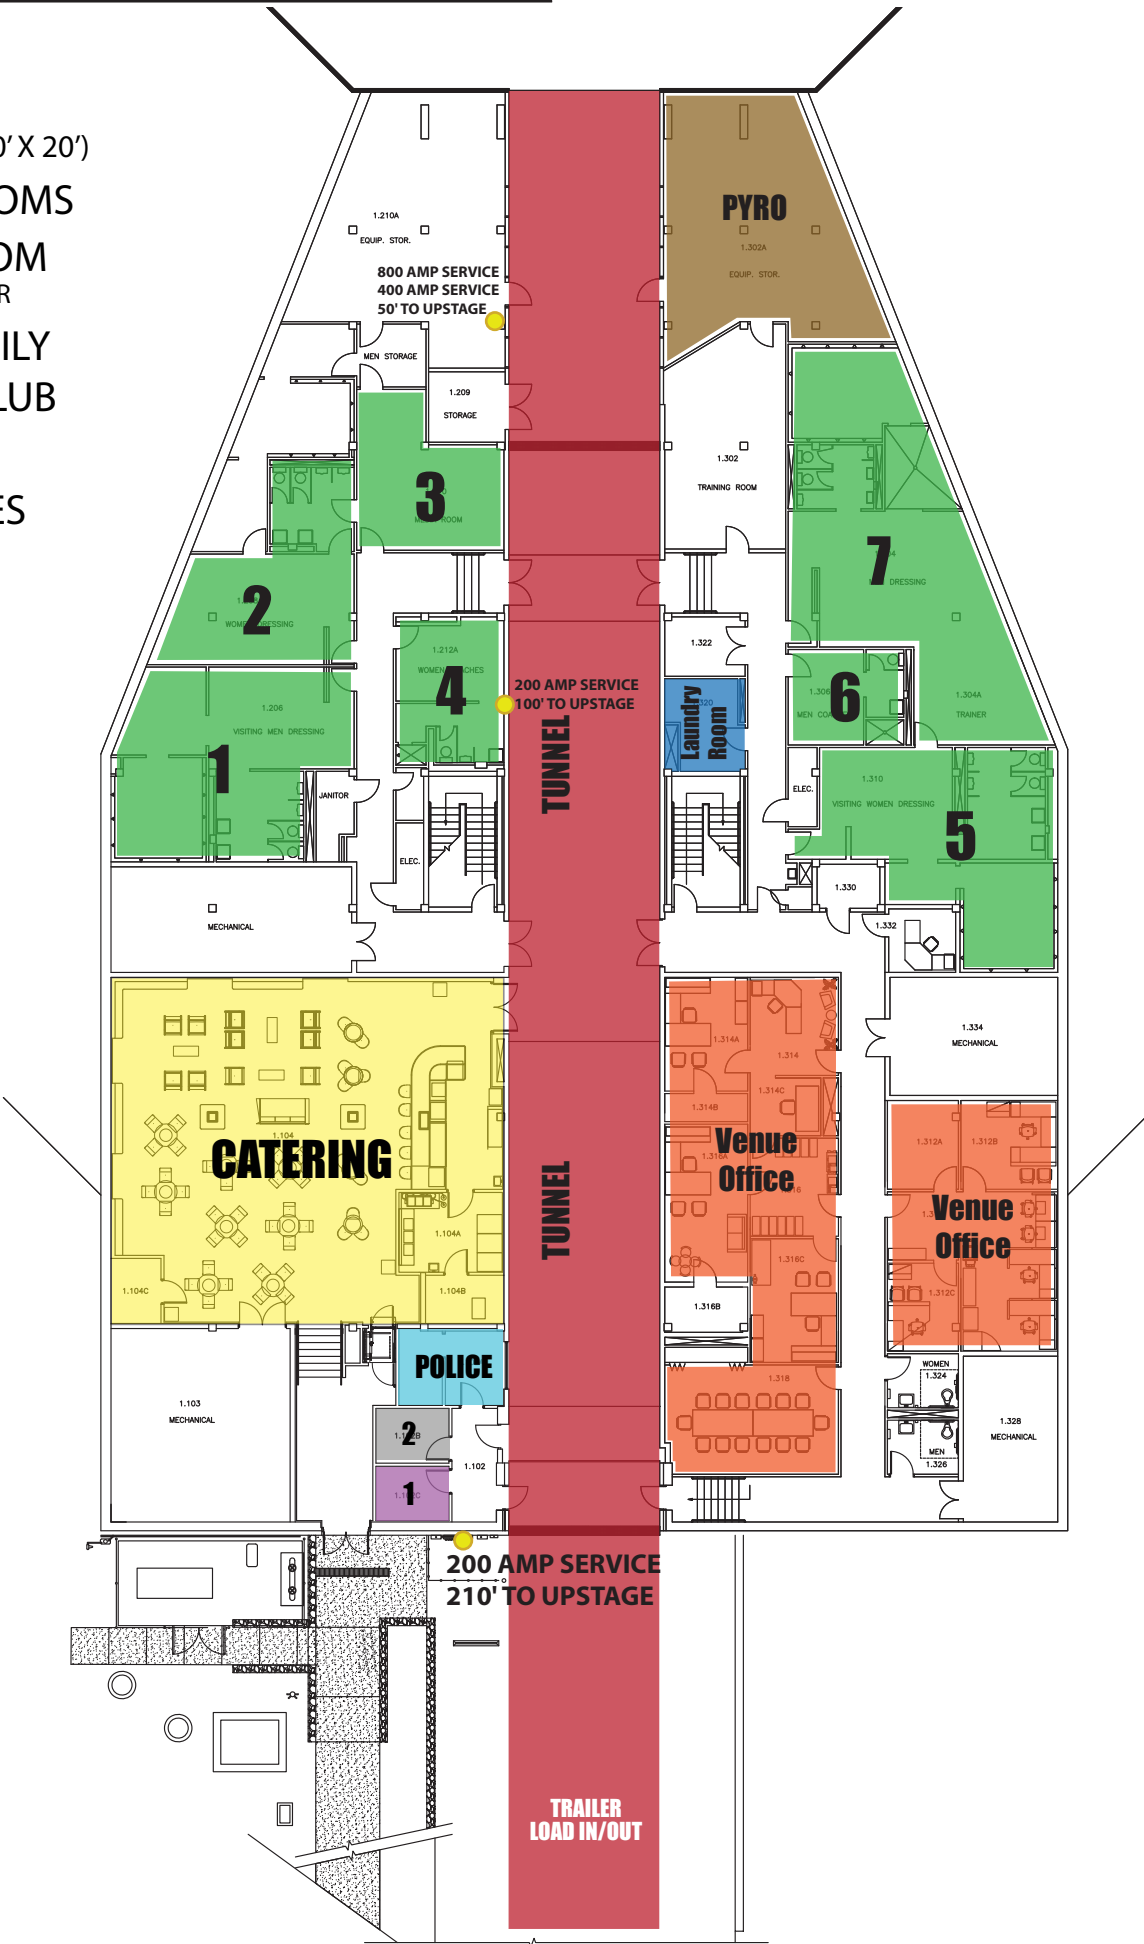 0' X 20')
OMS
OM
R
ILY
LUB
ES
1.210A
EQUIP. STOR.
800 AMP SERVICE
400 AMP SERVICE
50' TO UPSTAGE
PYRO
1.302A
EQUIP. STOR.
MEN STORAGE
1.209
STORAGE
3
ROOM
1.302
TRAINING ROOM
7
DRESSING
2
WOMEN DRESSING
1.212A
4
1.322
1.206
VISITING MEN DRESSING
1
200 AMP SERVICE
100' TO UPSTAGE
TUNNEL
Laundry
Room
320
1.306
6
MEN
1.304A
TRAINER
JANITOR
ELEC.
ELEC.
1.310
VISITING WOMEN DRESSING
5
MECHANICAL
1.330
1.332
1.334
MECHANICAL
1.314A
1.314
1.314C
1.314B
1.104
CATERING
1.104A
1.104B
1.104C
TUNNEL
1.316A
Venue
Office
1.316C
1.316B
1.318
1.312A
1.312B
Venue
Office
1.312C
POLICE
1.103
MECHANICAL
2
1.102
1
WOMEN
1.324
MEN
1.326
1.328
MECHANICAL
200 AMP SERVICE
210' TO UPSTAGE
TRAILER
LOAD IN/OUT